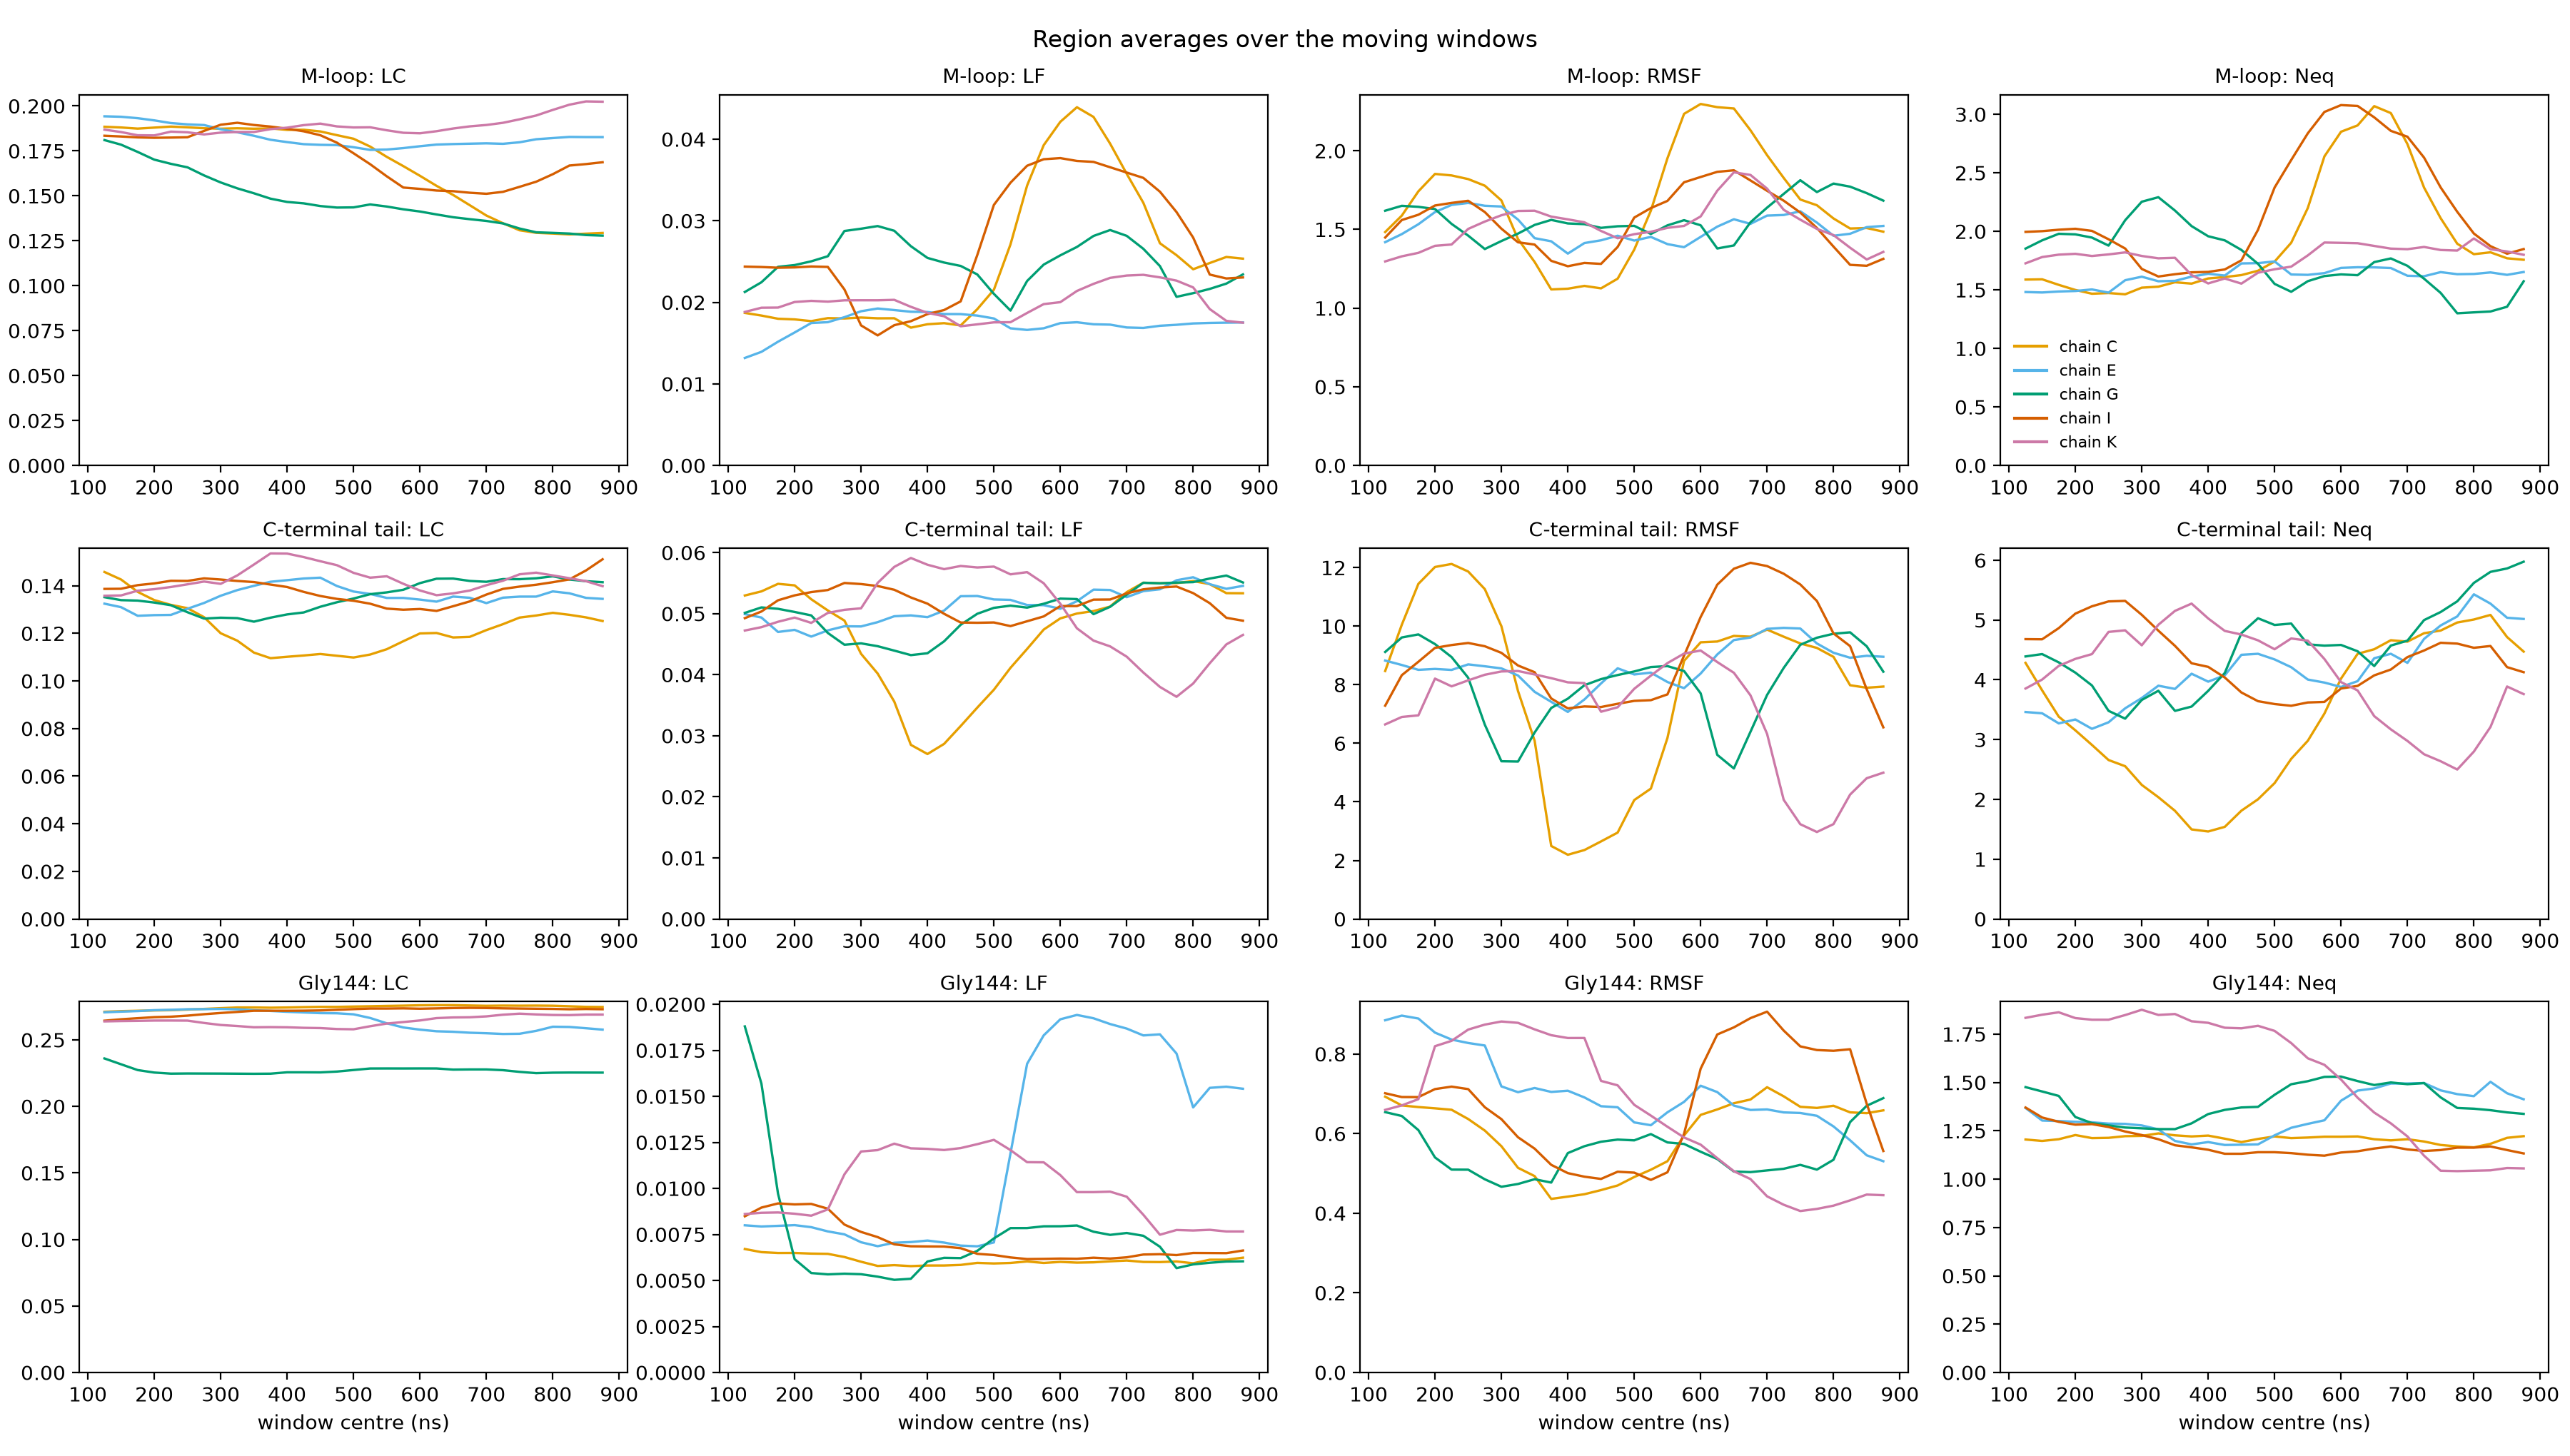 Region averages over the moving windows
M-loop: LC
M-loop: LF
M-loop: RMSF
M-loop: Neq
0.200
0.175
0.150
0.125
0.100
0.075
0.050
0.025
0.000
100 200 300 400 500 600 700 800 900
0.04
0.03
0.02
0.01
0.00
100 200 300 400 500 600 700 800 900
2.0
1.5
1.0
0.5
0.0
100 200 300 400 500 600 700 800 900
3.0
2.5
2.0
1.5
1.0
0.5
0.0
chain C
chain E
chain G
chain I
chain K
100 200 300 400 500 600 700 800 900
C-terminal tail: LC
C-terminal tail: LF
C-terminal tail: RMSF
C-terminal tail: Neq
0.14
0.12
0.10
0.08
0.06
0.04
0.02
0.00
100 200 300 400 500 600 700 800 900
0.06
0.05
0.04
0.03
0.02
0.01
0.00
100 200 300 400 500 600 700 800 900
12
10
8
6
4
2
0
100 200 300 400 500 600 700 800 900
6
5
4
3
2
1
0
100 200 300 400 500 600 700 800 900
Gly144: LC
Gly144: LF
Gly144: RMSF
Gly144: Neq
0.25
0.20
0.15
0.10
0.05
0.00
100 200 300 400 500 600 700 800 900
window centre (ns)
0.0200
0.0175
0.0150
0.0125
0.0100
0.0075
0.0050
0.0025
0.0000
100 200 300 400 500 600 700 800 900
window centre (ns)
0.8
0.6
0.4
0.2
0.0
100 200 300 400 500 600 700 800 900
window centre (ns)
1.75
1.50
1.25
1.00
0.75
0.50
0.25
0.00
100 200 300 400 500 600 700 800 900
window centre (ns)